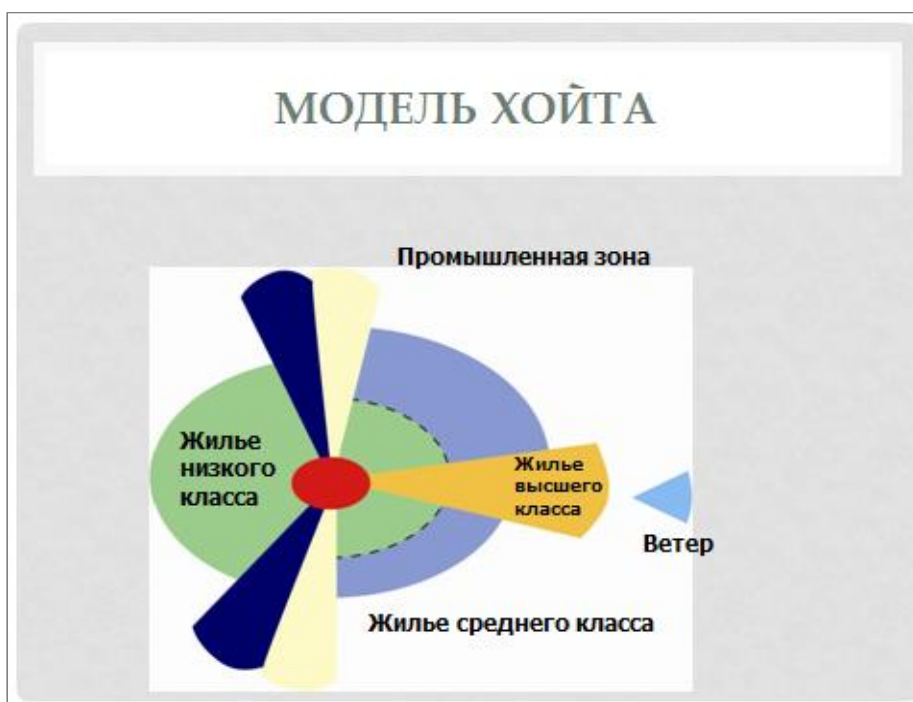 МОДЕЛЬ ХОЙТА
Промышленная зона
Жилье
низкого
класса
Жилье
высшего
класса
Ветер
Жилье среднего класса